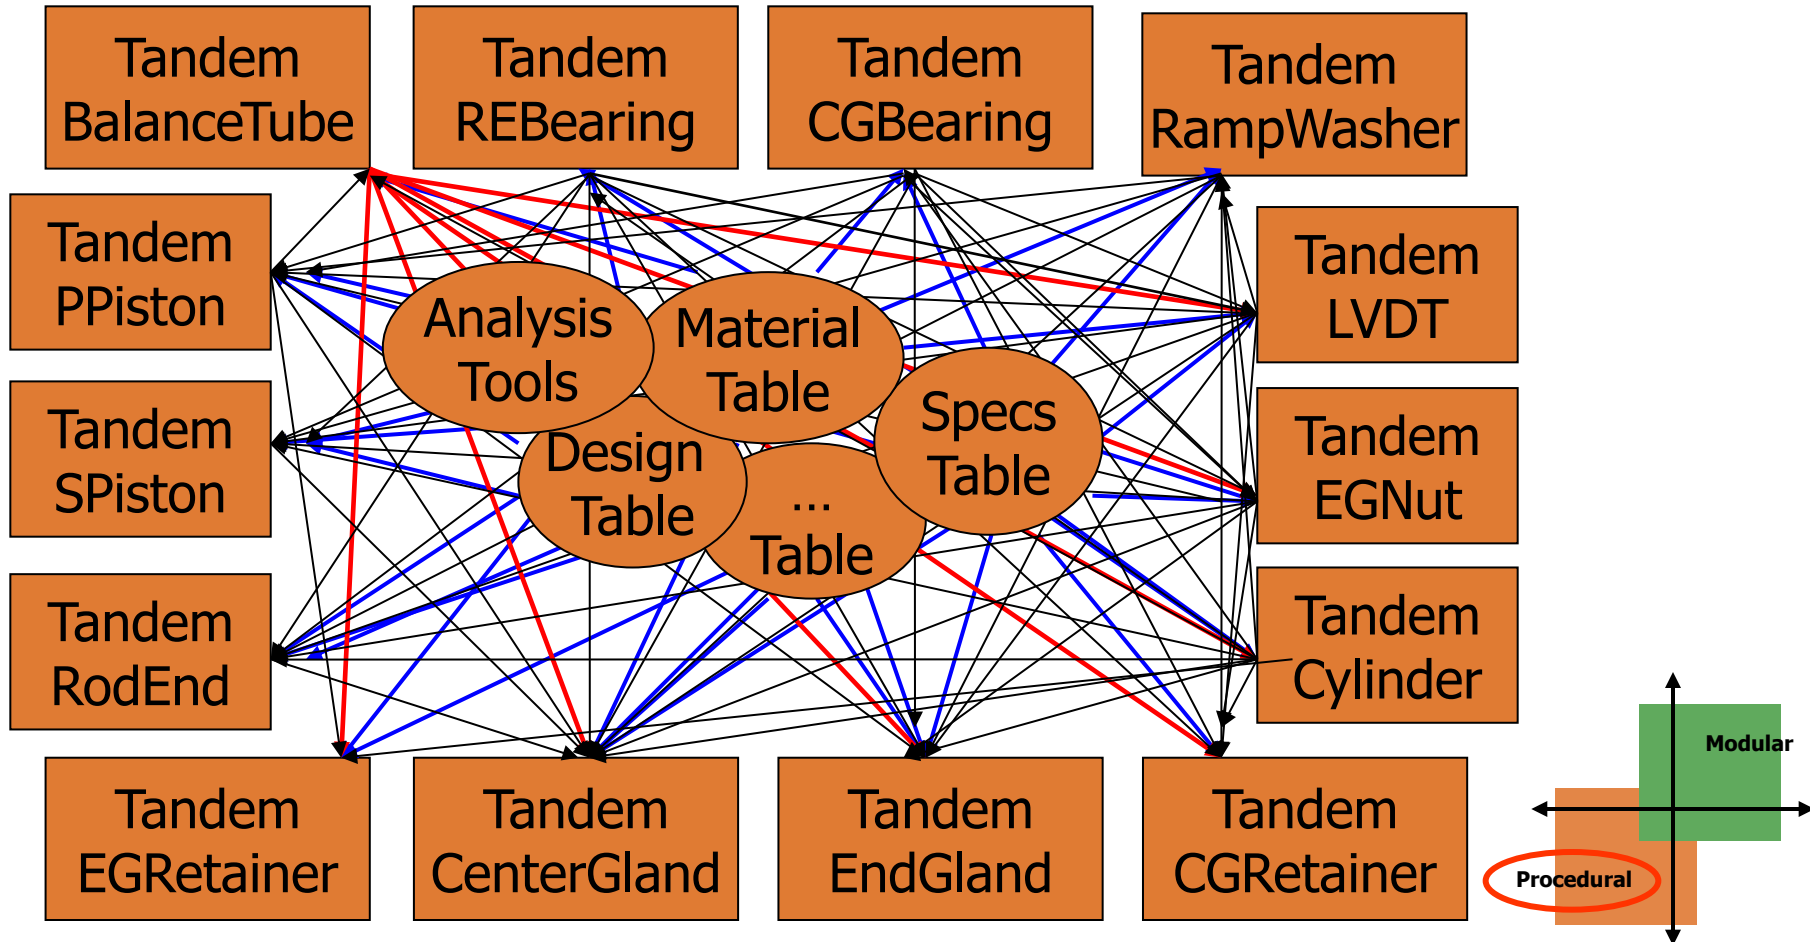 Tandem
BalanceTube
Tandem
REBearing
Tandem
CGBearing
Tandem
RampWasher
Tandem
PPiston
Tandem
LVDT
Analysis
Tools
Material
Table
Specs
Table
Tandem
SPiston
Tandem
EGNut
Design
Table
...
Table
Tandem
RodEnd
Tandem
Cylinder
Tandem
EGRetainer
Tandem
CenterGland
Tandem
EndGland
Tandem
CGRetainer
Modular
Procedural